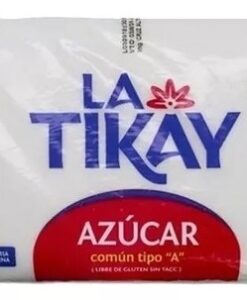 LA
TIKAY
AZÚCAR
común tipo "A"
( LIBRE DE GLUTEN SIN TACC )